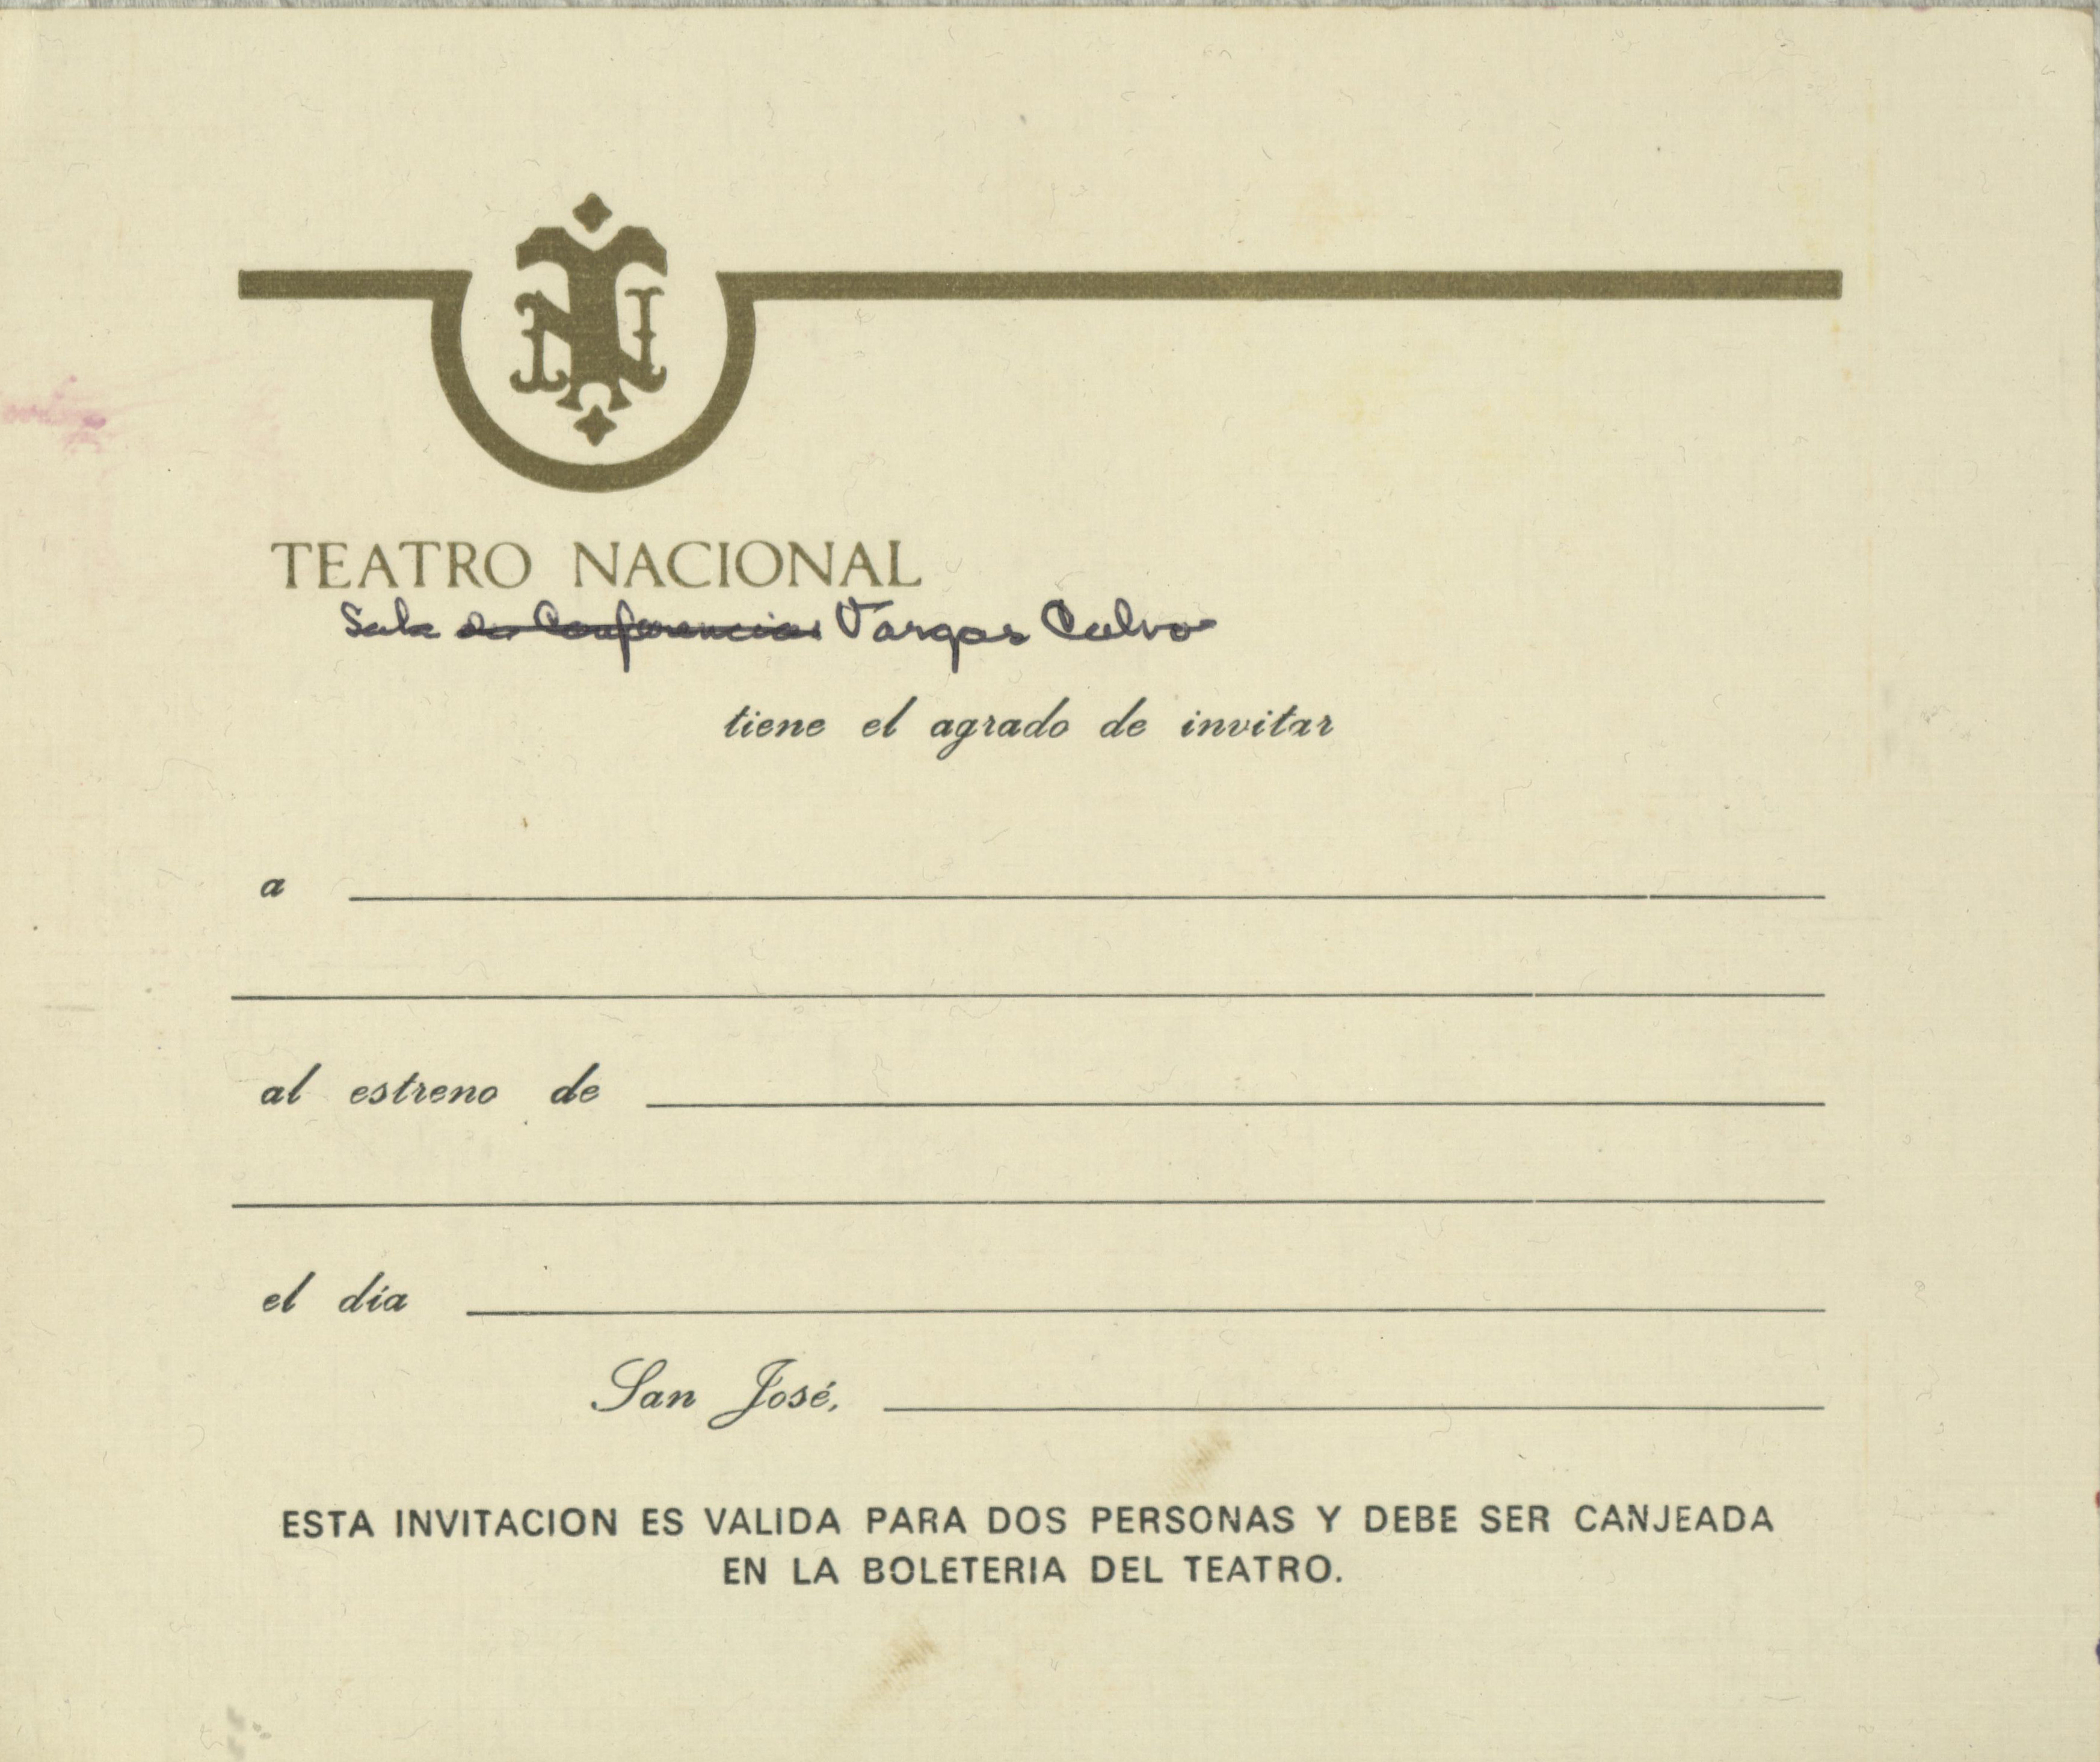 TEATRO NACIONAL
Sala de Conferencias Vargas Calvo
tiene el agrado de invitar
a
al estreno de
el día
San José,
ESTA INVITACION ES VALIDA PARA DOS PERSONAS Y DEBE SER CANJEADA
EN LA BOLETERIA DEL TEATRO.